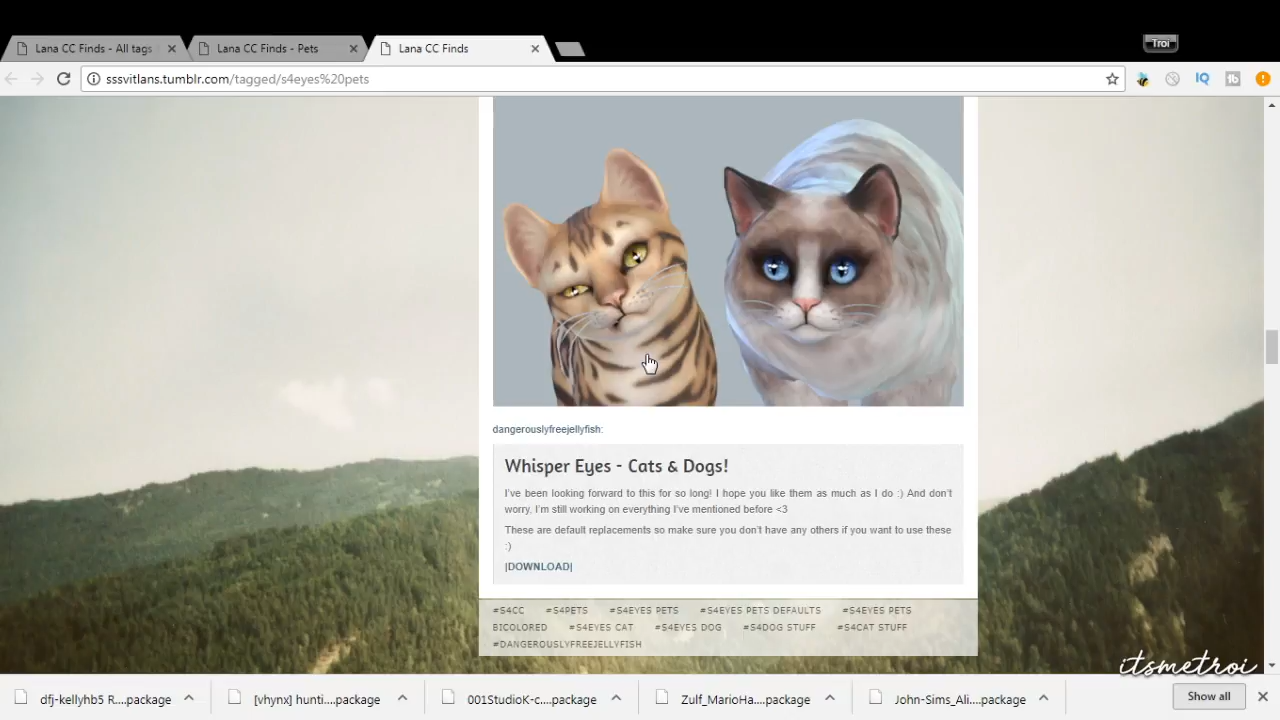 Troi
Lana CC Finds - All tags
Lana CC Finds - Pets
Lana CC Finds
sssvitlans.tumblr.com/tagged/s4eyes%20pets
IQ
tb
dangerouslyfreejellyfish:
Whisper Eyes - Cats & Dogs!
I've been looking forward to this for so long! I hope you like them as much as I do :) And don't
worry, I'm still working on everything I've mentioned before <3
These are default replacements so make sure you don't have any others if you want to use these
:)
|DOWNLOAD|
#S4CC #S4PETS #S4EYES PETS #S4EYES PETS DEFAULTS #S4EYES PETS
BICOLORED #S4EYES CAT #S4EYES DOG #S4DOG STUFF #S4CAT STUFF
#DANGEROUSLYFREEJELLYFISH
itsmetroi
dfj-kellyhb5 R....package
[vhynx] hunti....package
001StudioK-c....package
Zulf_MarioHa....package
John-Sims_Ali....package
Show all